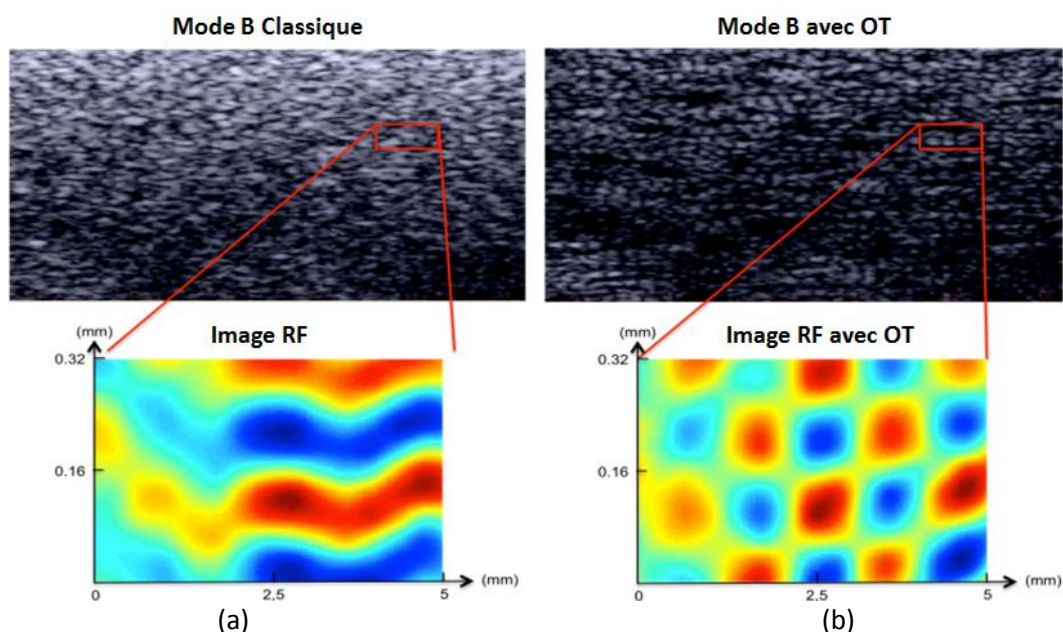 Mode B Classique
Mode B avec OT
(mm)
Image RF
0.32
0.16
0
2.5
5
(mm)
(a)
(mm)
Image RF avec OT
0.32
0.16
0
2.5
5
(mm)
(b)